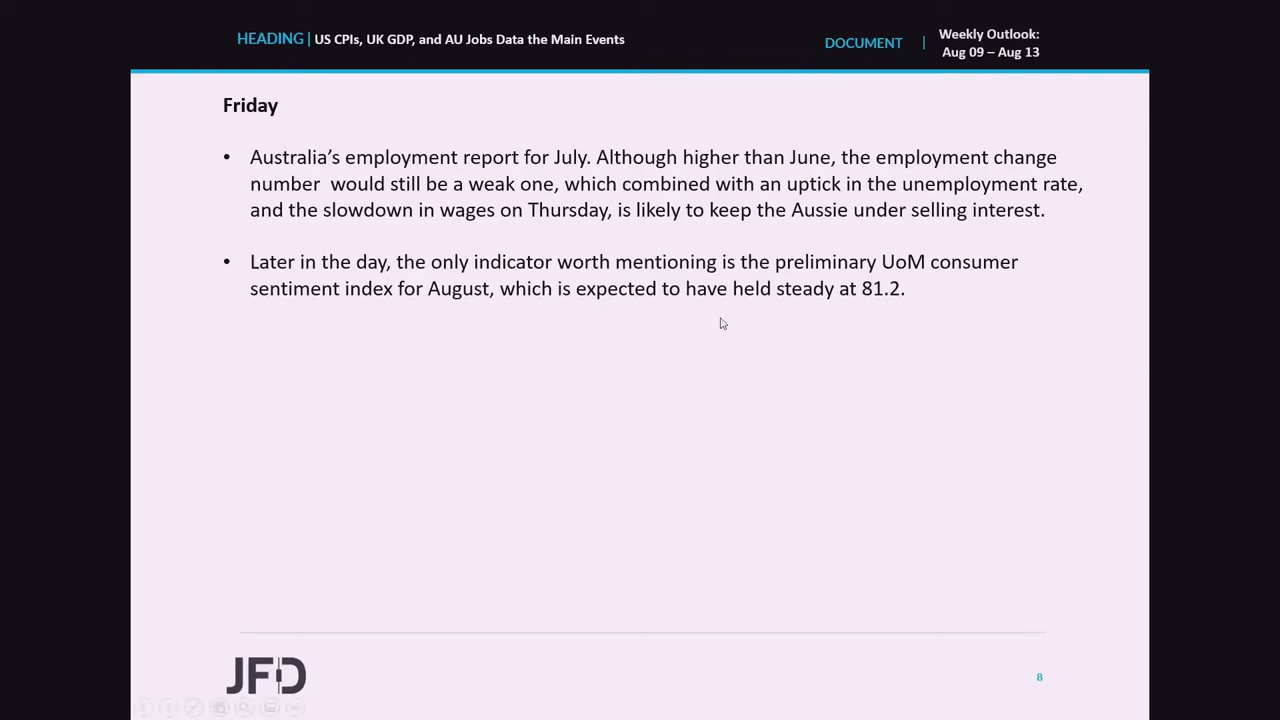 HEADING | US CPIs, UK GDP, and AU Jobs Data the Main Events
DOCUMENT | Weekly Outlook:
Aug 09 – Aug 13
Friday
• Australia’s employment report for July. Although higher than June, the employment change
number  would still be a weak one, which combined with an uptick in the unemployment rate,
and the slowdown in wages on Thursday, is likely to keep the Aussie under selling interest.
• Later in the day, the only indicator worth mentioning is the preliminary UoM consumer
sentiment index for August, which is expected to have held steady at 81.2.
JFD
8